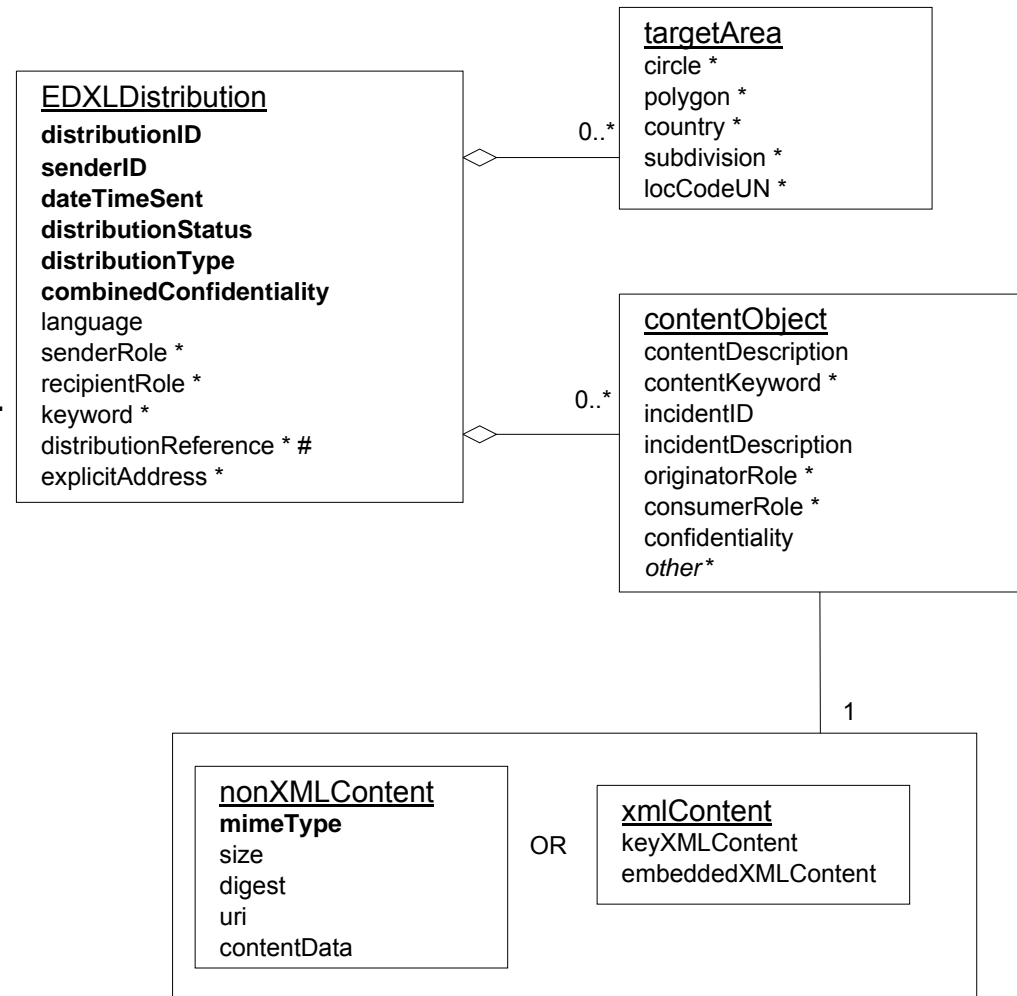 EDXLDistribution
distributionID
senderID
dateTimeSent
distributionStatus
distributionType
combinedConfidentiality
language
senderRole *
recipientRole *
keyword *
distributionReference * #
explicitAddress *
0..*
targetArea
circle *
polygon *
country *
subdivision *
locCodeUN *
0..*
contentObject
contentDescription
contentKeyword *
incidentID
incidentDescription
originatorRole *
consumerRole *
confidentiality
other*
1
nonXMLContent
mimeType
size
digest
uri
contentData
OR
xmlContent
keyXMLContent
embeddedXMLContent